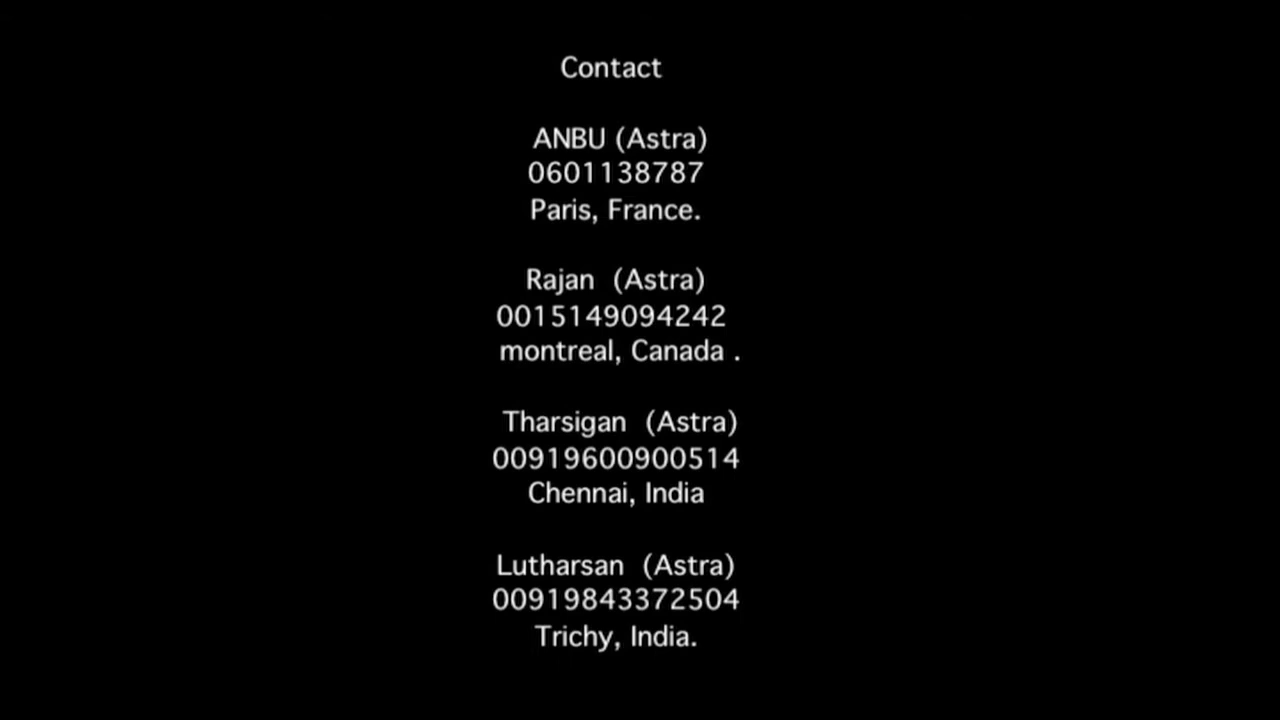 Contact
ANBU (Astra)
0601138787
Paris, France.
Rajan (Astra)
0015149094242
montreal, Canada .
Tharsigan (Astra)
00919600900514
Chennai, India
Lutharsan (Astra)
00919843372504
Trichy, India.